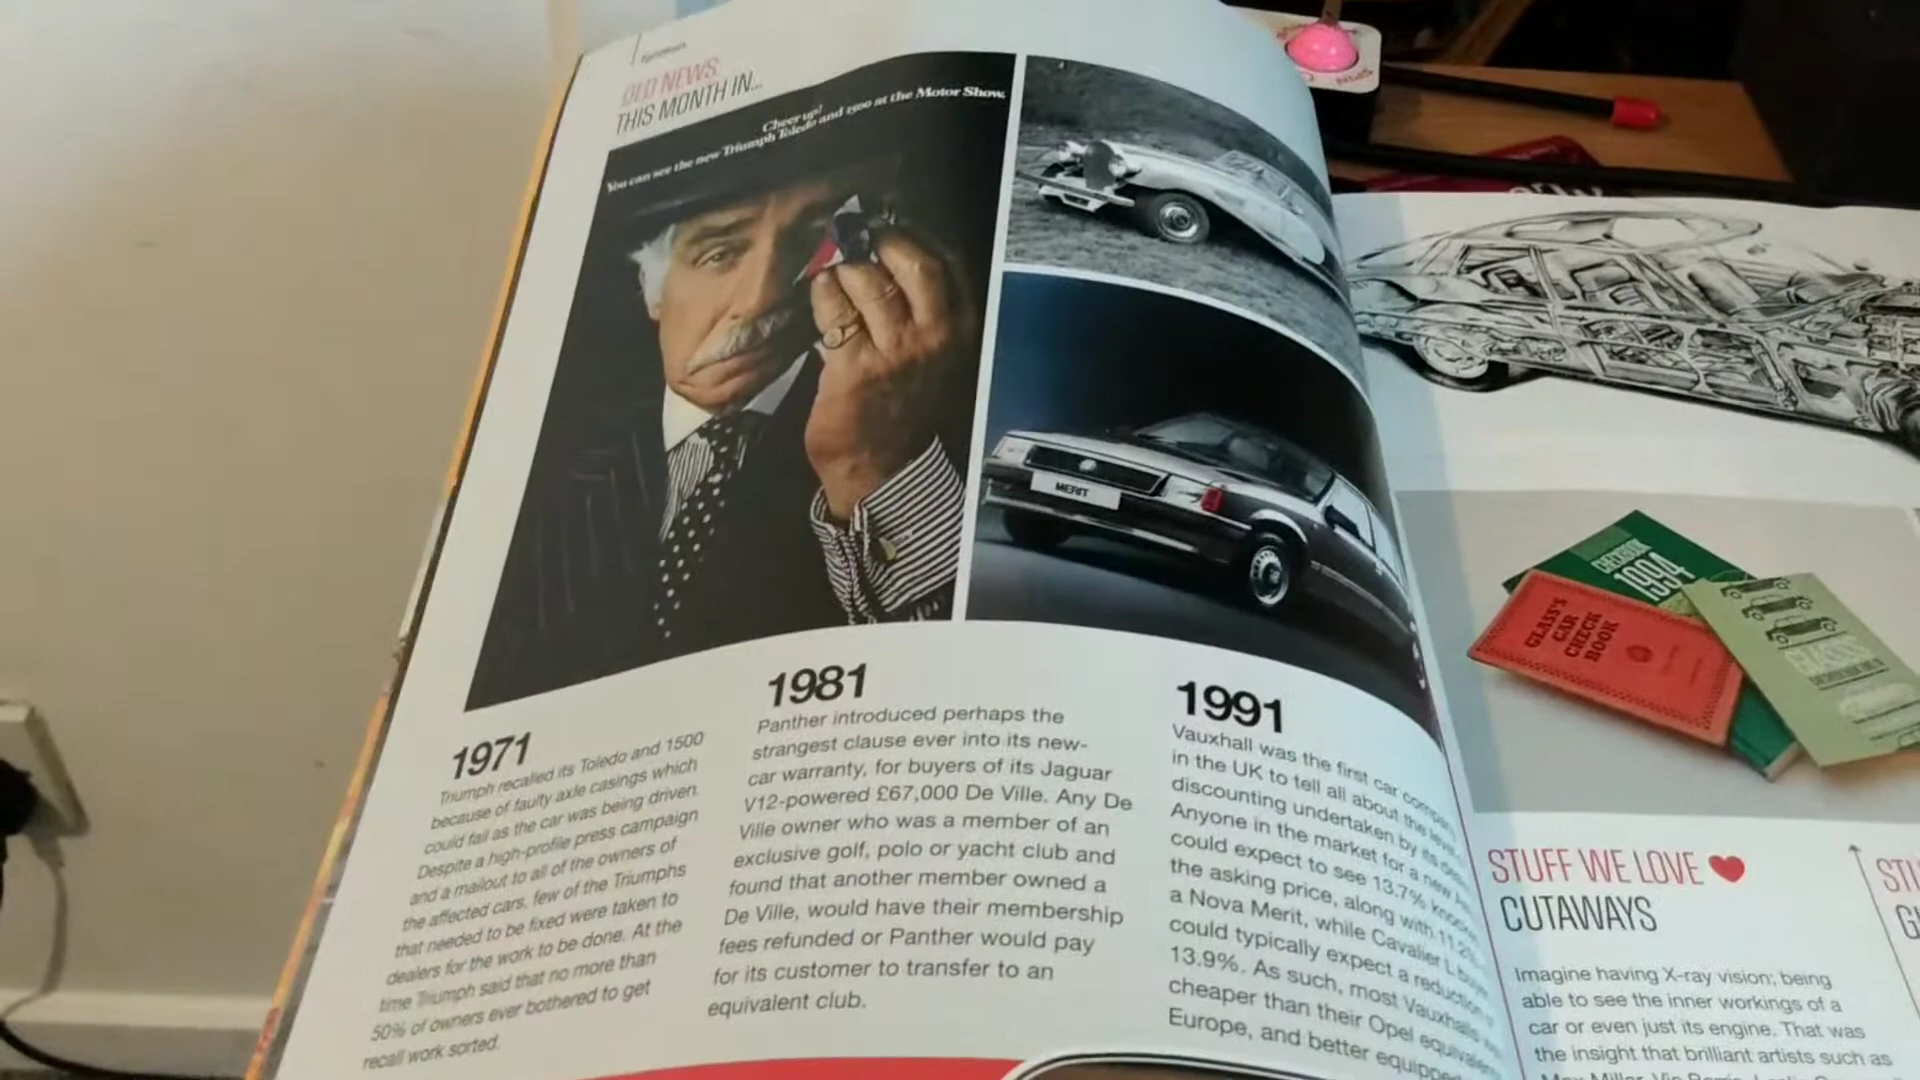 OLD NEWS:
THIS MONTH IN...
Cheer up!
You can see the new Triumph Toledo and 1500 at the Motor Show.
MERIT
1971
Triumph recalled its Toledo and 1500
because of faulty axle casings which
could fail as the car was being driven.
Despite a high-profile press campaign
and a mailout to all of the owners of
the affected cars, few of the Triumphs
that needed to be fixed were taken to
dealers for the work to be done. At the
time Triumph said that no more than
50% of owners ever bothered to get
recall work sorted.
1981
Panther introduced perhaps the
strangest clause ever into its new-
car warranty, for buyers of its Jaguar
V12-powered £67,000 De Ville. Any De
Ville owner who was a member of an
exclusive golf, polo or yacht club and
found that another member owned a
De Ville, would have their membership
fees refunded or Panther would pay
for its customer to transfer to an
equivalent club.
1991
Vauxhall was the first car company
in the UK to tell all about the
discounting undertaken by its
Anyone in the market for a new
could expect to see 13.7%
the asking price, along with 11.2%
a Nova Merit, while Cavalier L
could typically expect a reduction
13.9%. As such, most Vauxhalls
cheaper than their Opel
Europe, and better equipped
1994
GLASS'S
CAR
CHECK
BOOK
GLASS'S
STUFF WE LOVE
CUTAWAYS
Imagine having X-ray vision; being
able to see the inner workings of a
car or even just its engine. That was
the insight that brilliant artists such as